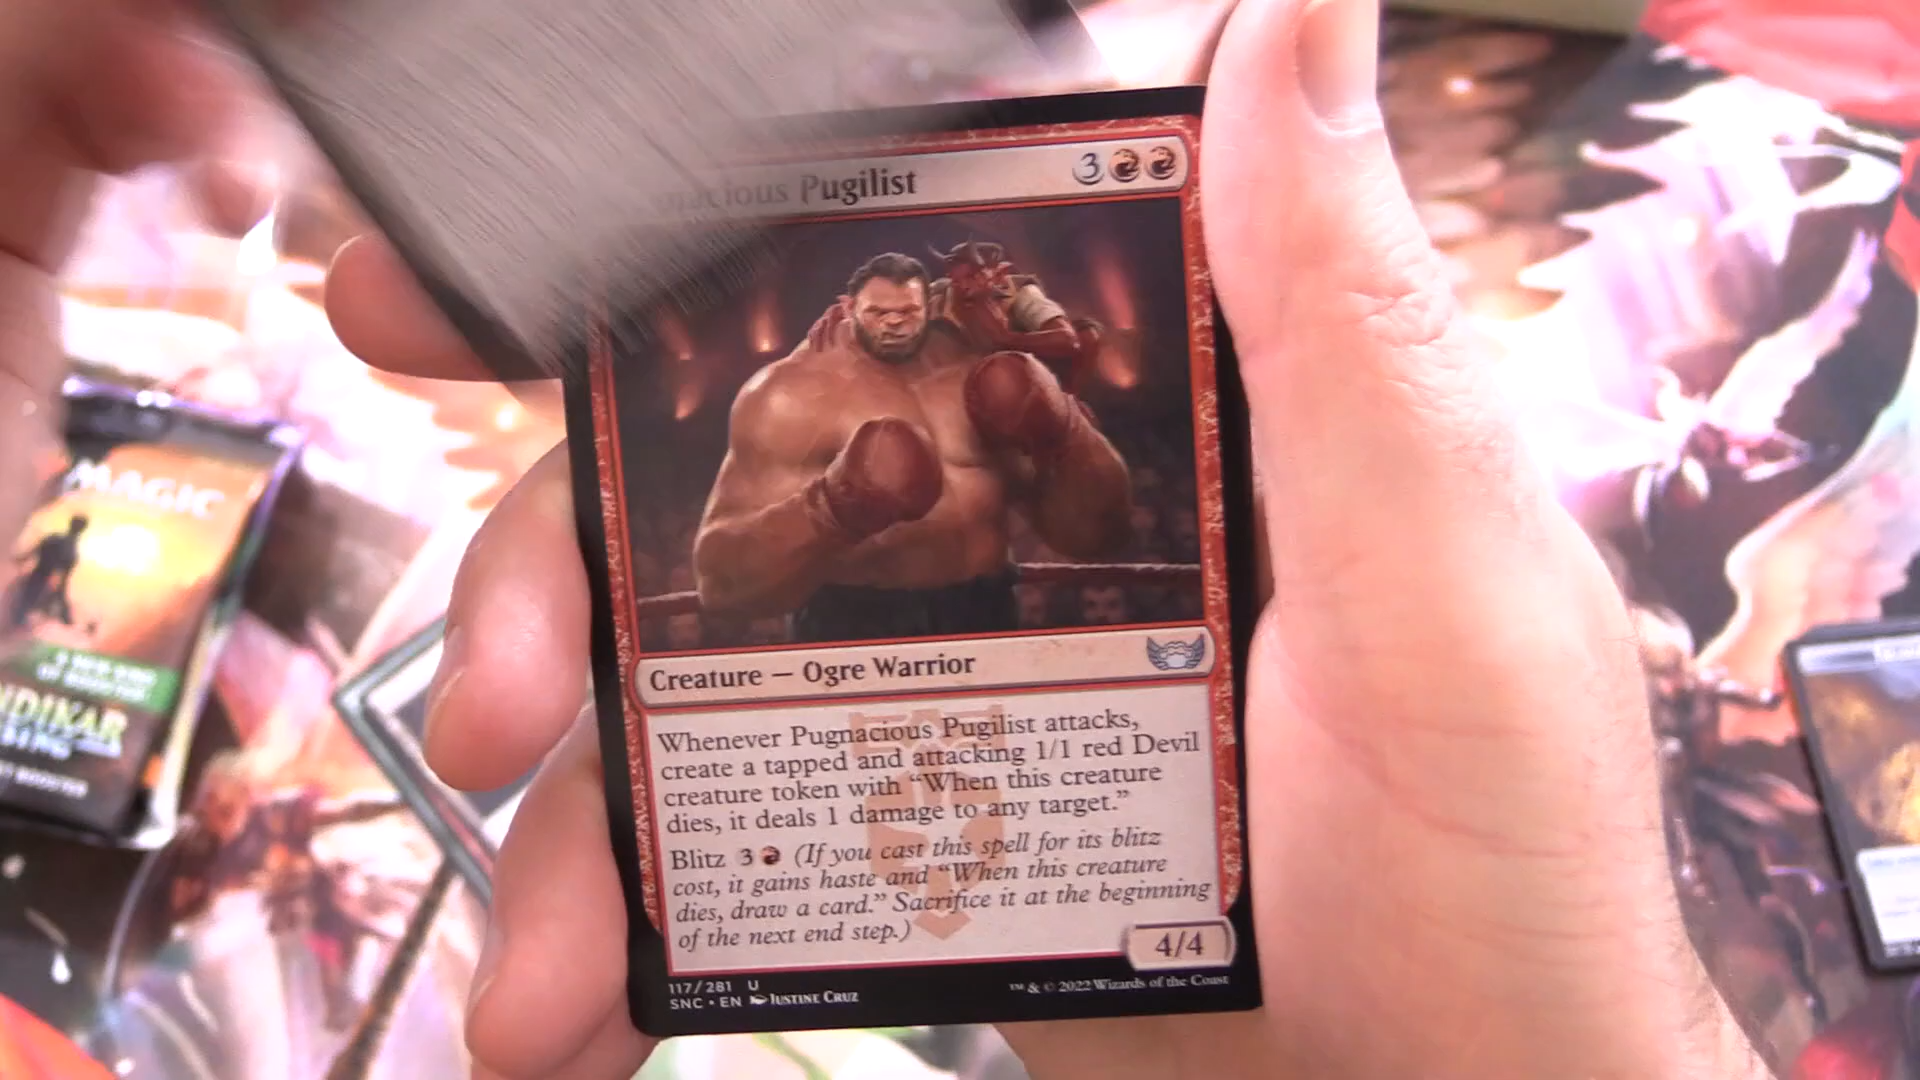 Pugilist
3
Creature — Ogre Warrior
Whenever Pugnacious Pugilist attacks,
create a tapped and attacking 1/1 red Devil
creature token with “When this creature
dies, it deals 1 damage to any target.”
Blitz 3 (If you cast this spell for its blitz
cost, it gains haste and “When this creature
dies, draw a card.” Sacrifice it at the beginning
of the next end step.)
4/4
117/281 U
SNC • EN JUSTINE CRUZ
™ & © 2022 Wizards of the Coast
MAGIC